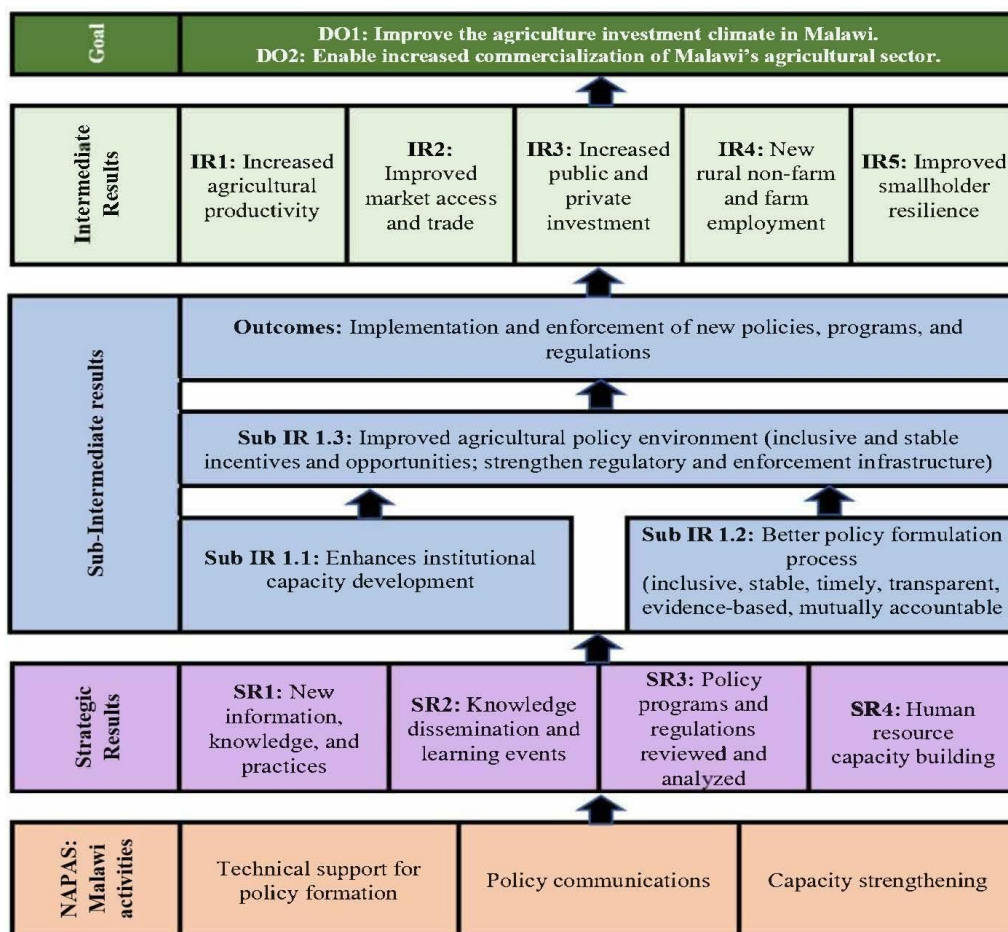 Goal
DO1: Improve the agriculture investment climate in Malawi.
DO2: Enable increased commercialization of Malawi's agricultural sector.
Intermediate
Results
IR1: Increased
agricultural
productivity
IR2:
Improved
market access
and trade
IR3: Increased
public and
private
investment
IR4: New
rural non-farm
and farm
employment
IR5: Improved
smallholder
resilience
Sub-Intermediate results
Outcomes: Implementation and enforcement of new policies, programs, and
regulations
Sub IR 1.3: Improved agricultural policy environment (inclusive and stable
incentives and opportunities; strengthen regulatory and enforcement infrastructure)
Sub IR 1.1: Enhances institutional
capacity development
Sub IR 1.2: Better policy formulation
process
(inclusive, stable, timely, transparent,
evidence-based, mutually accountable
Strategic
Results
SR1: New
information,
knowledge, and
practices
SR2: Knowledge
dissemination and
learning events
SR3: Policy
programs and
regulations
reviewed and
analyzed
SR4: Human
resource
capacity building
NAPAS:
Malawi
activities
Technical support for
policy formation
Policy communications
Capacity strengthening